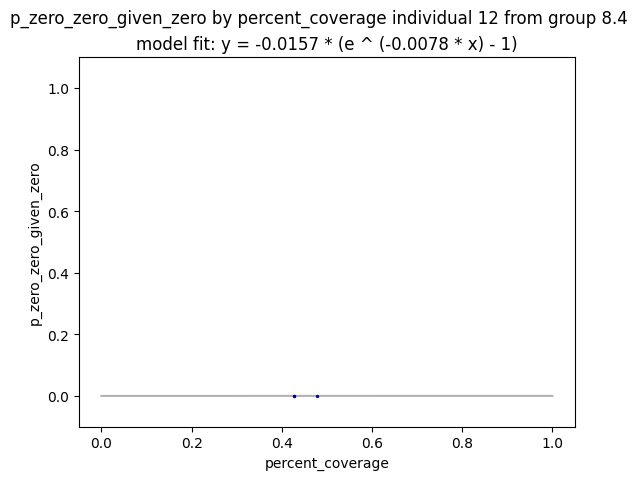 p_zero_zero_given_zero by percent_coverage individual 12 from group 8.4
model fit: y = -0.0157 * (e ^ (-0.0078 * x) - 1)
1.0
0.8
0.6
0.4
0.2
0.0
p_zero_zero_given_zero
0.0 0.2 0.4 0.6 0.8 1.0
percent_coverage